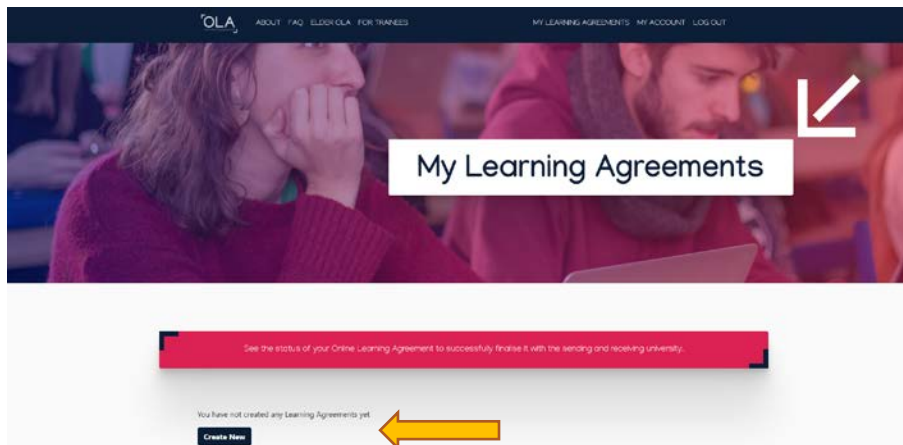 OLA ABOUT FAQ ELDER OLA FOR TRAINEES MY LEARNING AGREEMENTS MY ACCOUNT LOG OUT
My Learning Agreements
See the status of your Online Learning Agreement to successfully finalise it with the sending and receiving university.
You have not created any Learning Agreements yet
Create New